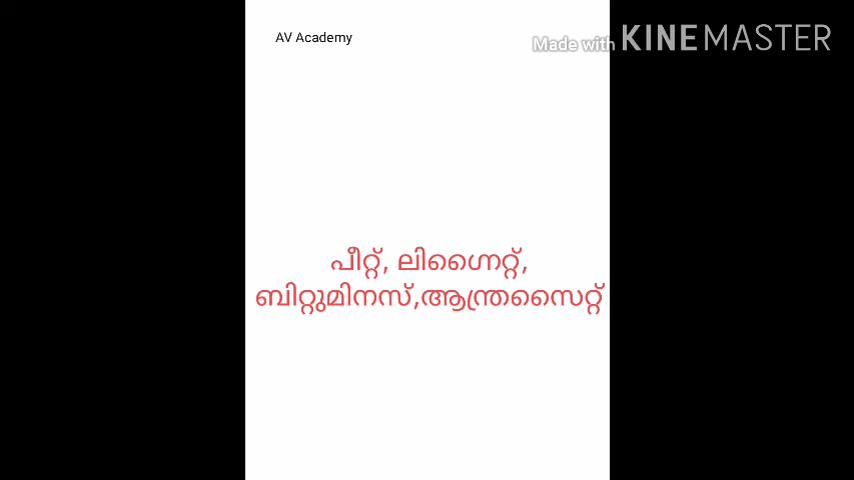 AV Academy
Made with KINEMASTER
പീറ്റ്, ലിഗ്നൈറ്റ്,
ബിറ്റുമിനസ്,ആന്ത്രസൈറ്റ്